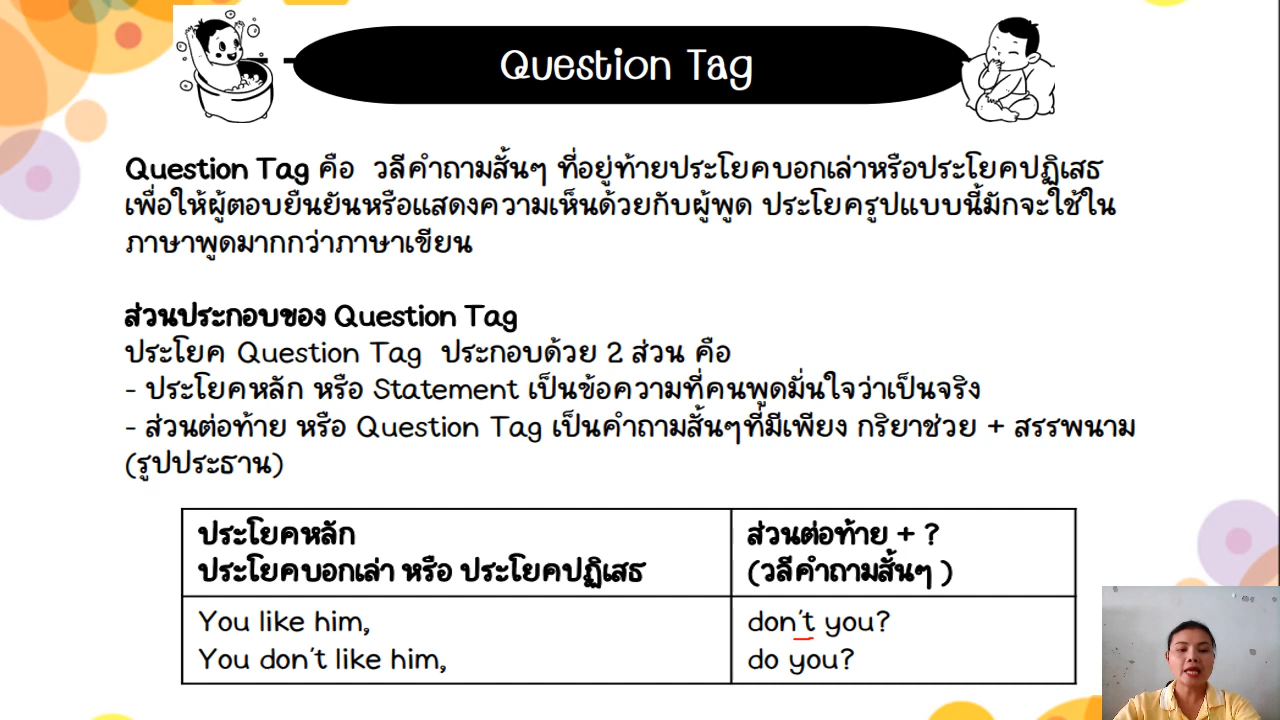 Question Tag
Question Tag คือ วลีคำถามสั้นๆ ที่อยู่ท้ายประโยคบอกเล่าหรือประโยคปฏิเสธ
เพื่อให้ผู้ตอบยืนยันหรือแสดงความเห็นด้วยกับผู้พูด ประโยครูปแบบนี้มักจะใช้ใน
ภาษาพูดมากกว่าภาษาเขียน
ส่วนประกอบของ Question Tag
ประโยค Question Tag ประกอบด้วย 2 ส่วน คือ
- ประโยคหลัก หรือ Statement เป็นข้อความที่คนพูดมั่นใจว่าเป็นจริง
- ส่วนต่อท้าย หรือ Question Tag เป็นคำถามสั้นๆที่มีเพียง กริยาช่วย + สรรพนาม
(รูปประธาน)
ประโยคหลัก
ประโยคบอกเล่า หรือ ประโยคปฏิเสธ
ส่วนต่อท้าย + ?
(วลีคำถามสั้นๆ )
You like him,
You don't like him,
don't you?
do you?